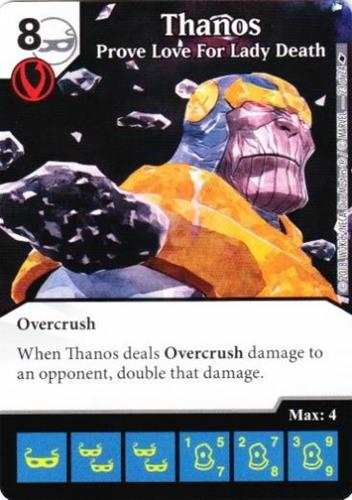 8
Thanos
Prove Love For Lady Death
Overcrush
When Thanos deals Overcrush damage to
an opponent, double that damage.
Max: 4
1 5 7
2 7 8
3 9 9